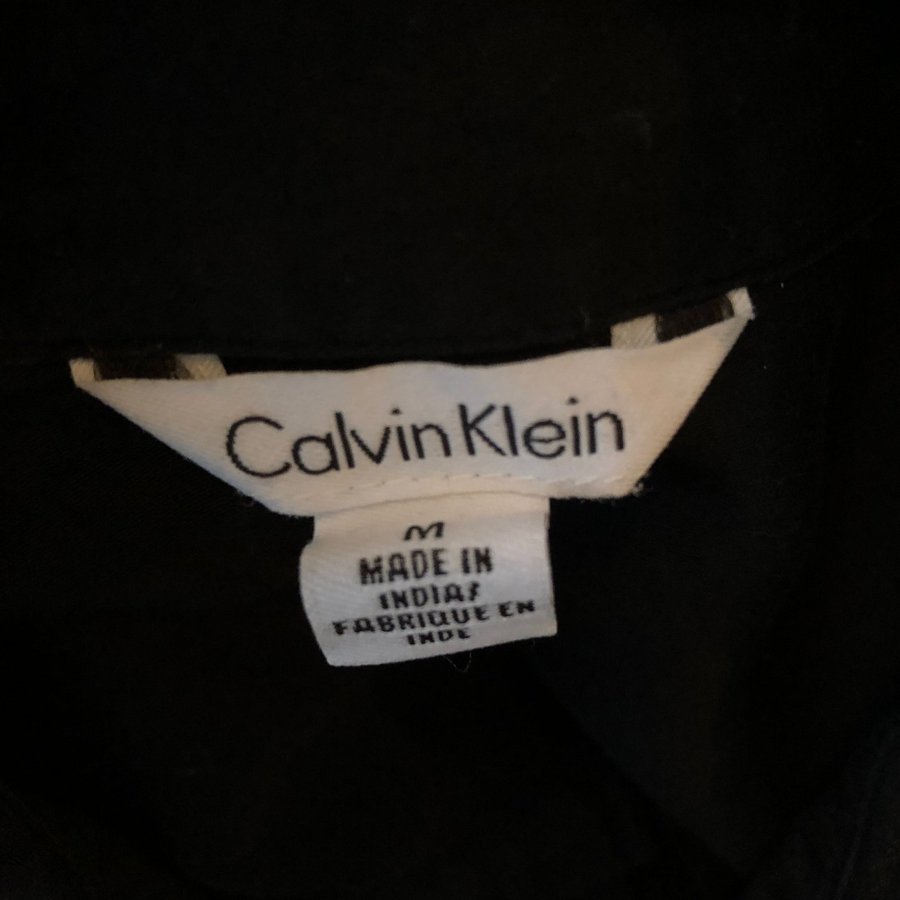 Calvin Klein
M
MADE IN
INDIA/
FABRIQUE EN
INDE